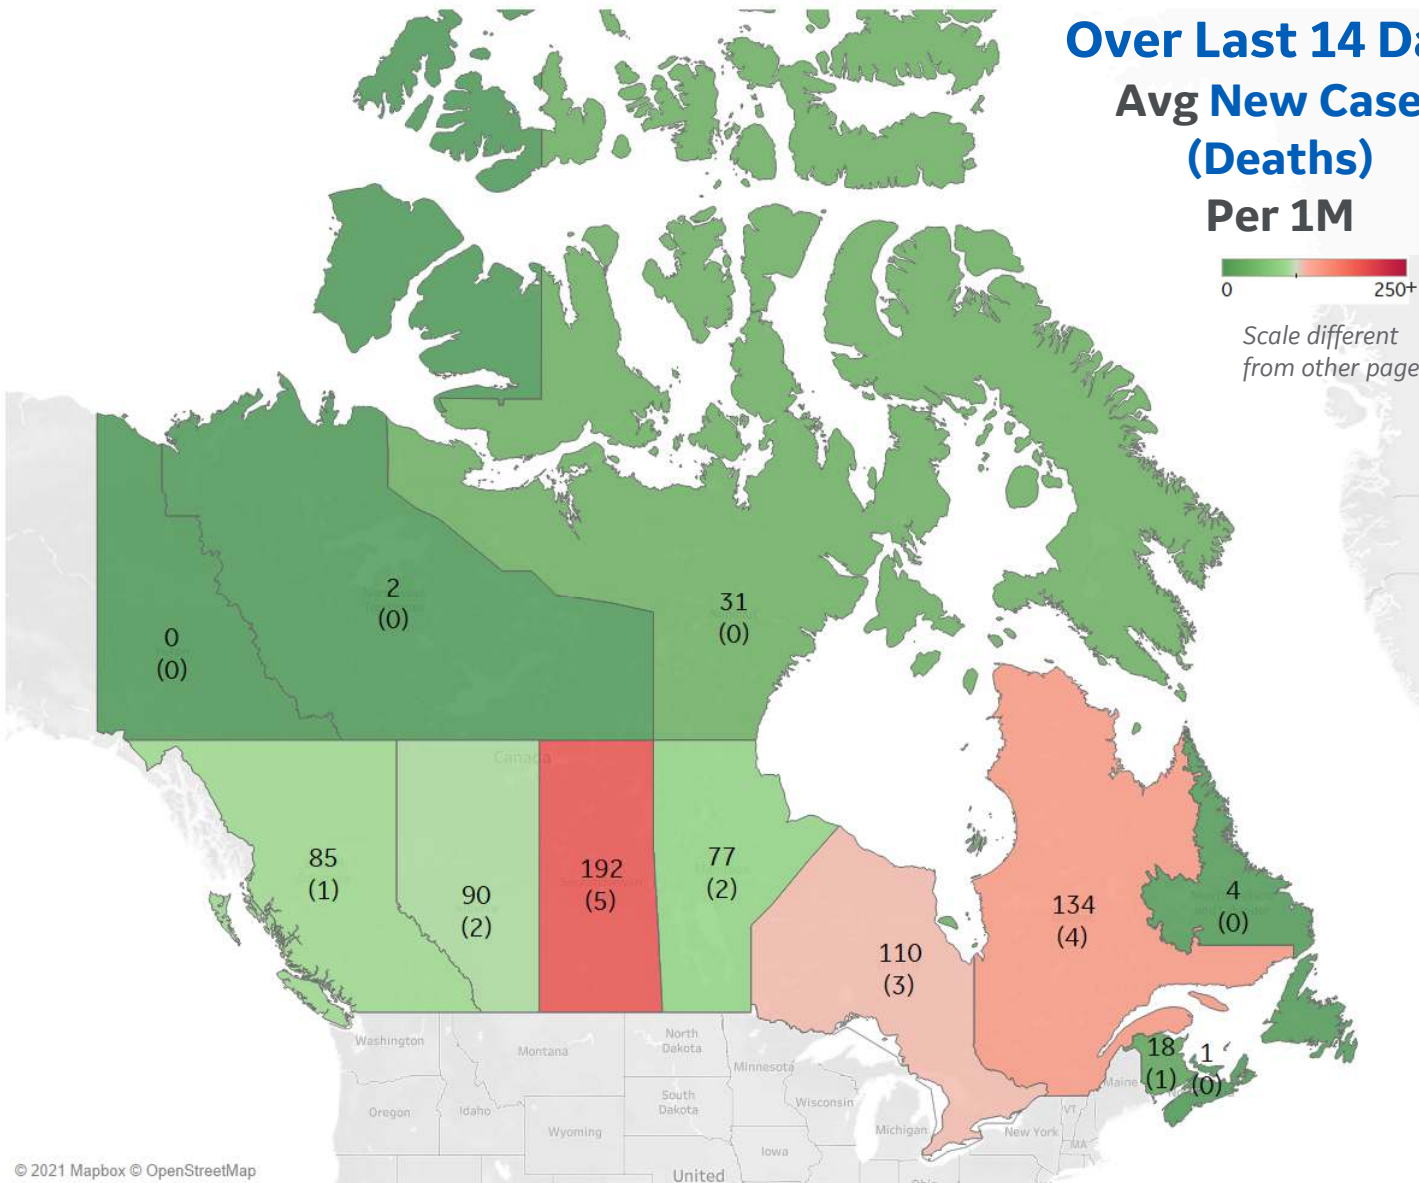 Over Last 14 Da
Avg New Case
(Deaths)
Per 1M
0
250+
Scale different
from other page
2
(0)
31
(0)
0
(0)
Canada
85
(1)
90
(2)
192
(5)
77
(2)
110
(3)
134
(4)
4
(0)
18
(1)
1
(0)
Washington
Montana
North
Dakota
Minnesota
Oregon
Idaho
South
Dakota
Wisconsin
Wyoming
Michigan
New York
VT
MA
Maine
Iowa
United
© 2021 Mapbox © OpenStreetMap